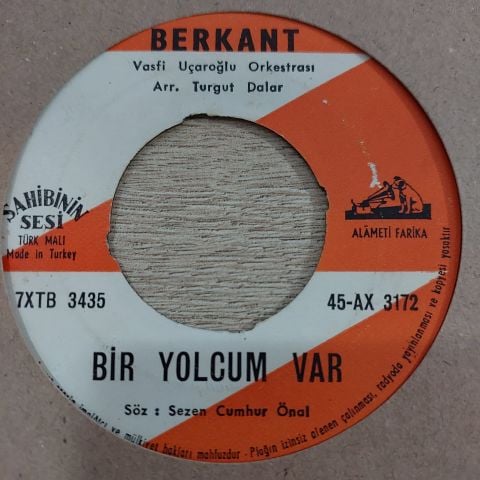 BERKANT
Vasfi Uçaroğlu Orkestrası
Arr. Turgut Dalar
SAHİBİNİN
SESİ
TÜRK MALI
Made in Turkey
ALÂMETİ FARİKA
7XTB 3435
45-AX 3172
BİR YOLCUM VAR
Söz : Sezen Cumhur Önal
ve mülkiyet hakları mahfuzdur - Plağın izinsiz alenen çalınması, radyoda yayınlanması ve kopyesi yasaktır